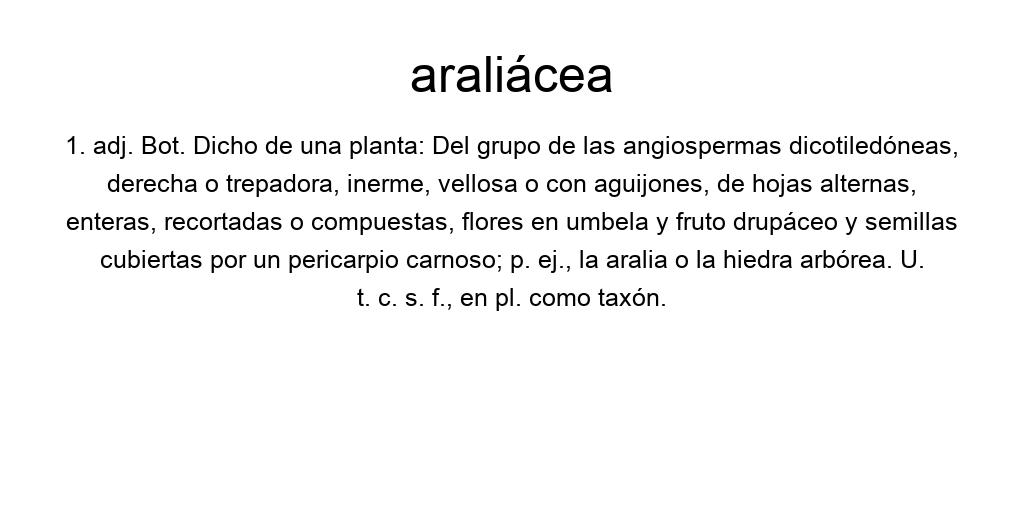 araliácea
1. adj. Bot. Dicho de una planta: Del grupo de las angiospermas dicotiledóneas,
derecha o trepadora, inerme, vellosa o con aguijones, de hojas alternas,
enteras, recortadas o compuestas, flores en umbela y fruto drupáceo y semillas
cubiertas por un pericarpio carnoso; p. ej., la aralia o la hiedra arbórea. U.
t. c. s. f., en pl. como taxón.